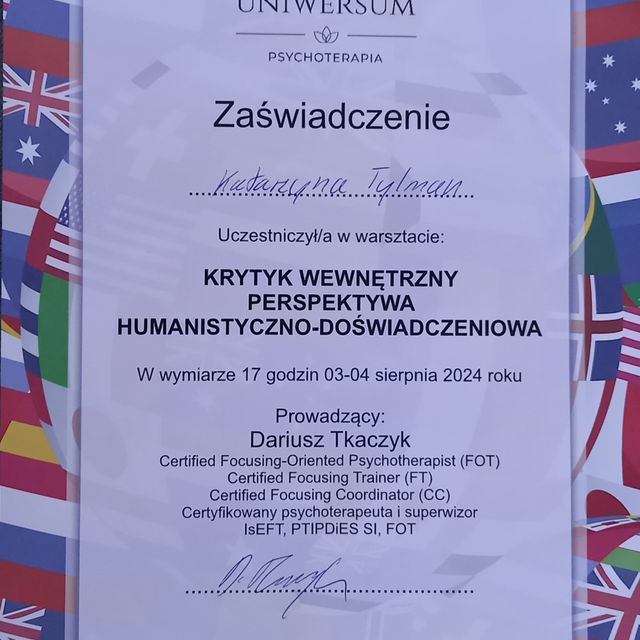 UNIWERSUM
PSYCHOTERAPIA
Zaświadczenie
Katarzyna Tylman
Uczestniczył/a w warsztacie:
KRYTYK WEWNĘTRZNY
PERSPEKTYWA
HUMANISTYCZNO-DOŚWIADCZENIOWA
W wymiarze 17 godzin 03-04 sierpnia 2024 roku
Prowadzący:
Dariusz Tkaczyk
Certified Focusing-Oriented Psychotherapist (FOT)
Certified Focusing Trainer (FT)
Certified Focusing Coordinator (CC)
Certyfikowany psychoterapeuta i superwizor
IsEFT, PTIPDiES SI, FOT